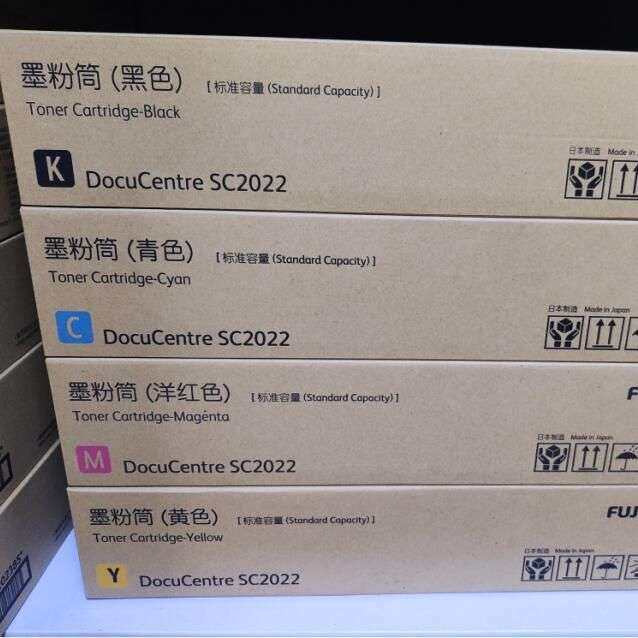 墨粉筒 (黑色) [标准容量 (Standard Capacity)]
Toner Cartridge-Black
日本制造 Made in
K DocuCentre SC2022
墨粉筒 (青色) [标准容量 (Standard Capacity)]
Toner Cartridge-Cyan
日本制造 Made in Japan
C DocuCentre SC2022
墨粉筒 (洋红色) [标准容量 (Standard Capacity)]
Toner Cartridge-Magenta
日本制造 Made in Japan
M DocuCentre SC2022
墨粉筒 (黄色) [标准容量 (Standard Capacity)]
FUJ
Toner Cartridge-Yellow
日本制造 Made in Japan
Y DocuCentre SC2022